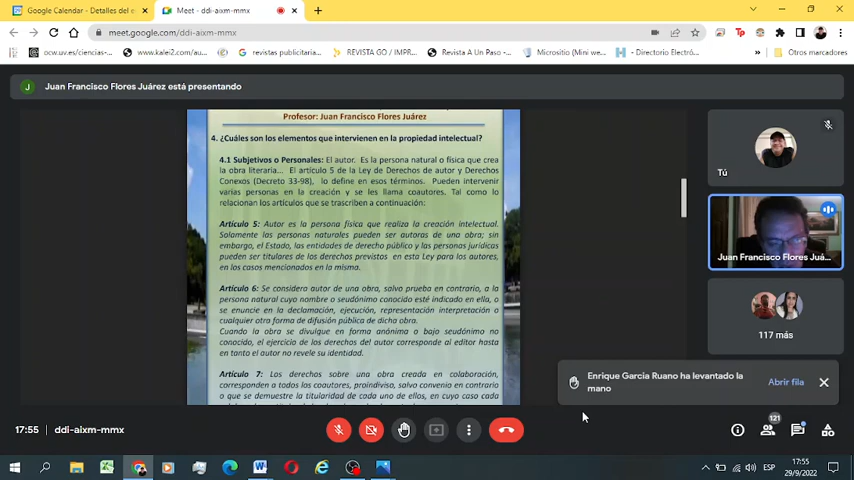 Google Calendar - Detalles del e
Meet - ddi-aixm-mmx
meet.google.com/ddi-aixm-mmx
ocw.uv.es/ciencias-...
www.kalei2.com/au...
revistas publicitaria...
REVISTA GO / IMPR...
Revista A Un Paso -...
Micrositio (Mini we...
- Directorio Electró...
Otros marcadores
J
Juan Francisco Flores Juárez está presentando
Profesor: Juan Francisco Flores Juárez
4. ¿Cuáles son los elementos que intervienen en la propiedad intelectual?
4.1 Subjetivos o Personales: El autor. Es la persona natural o física que crea
la obra literaria... El artículo 5 de la Ley de Derechos de autor y Derechos
Conexos (Decreto 33-98), lo define en esos términos. Pueden intervenir
varias personas en la creación y se les llama coautores. Tal como lo
relacionan los artículos que se trascriben a continuación:
Artículo 5: Autor es la persona física que realiza la creación intelectual.
Solamente las personas naturales pueden ser autoras de una obra; sin
embargo, el Estado, las entidades de derecho público y las personas jurídicas
pueden ser titulares de los derechos previstos en esta Ley para los autores,
en los casos mencionados en la misma.
Artículo 6: Se considera autor de una obra, salvo prueba en contrario, a la
persona natural cuyo nombre o seudónimo conocido esté indicado en ella, o
se enuncie en la declamación, ejecución, representación interpretación o
cualquier otra forma de difusión pública de dicha obra.
Cuando la obra se divulgue en forma anónima o bajo seudónimo no
conocido, el ejercicio de los derechos del autor corresponde al editor hasta
en tanto el autor no revele su identidad.
Artículo 7: Los derechos sobre una obra creada en colaboración,
corresponden a todos los coautores, proindiviso, salvo convenio en contrario
o que se demuestre la titularidad de cada uno de ellos, en cuyo caso cada
Tú
Juan Francisco Flores Juá...
117 más
Enrique Garcia Ruano ha levantado la
mano
Abrir fila
17:55
ddi-aixm-mmx
121
ESP
17:55
29/9/2022